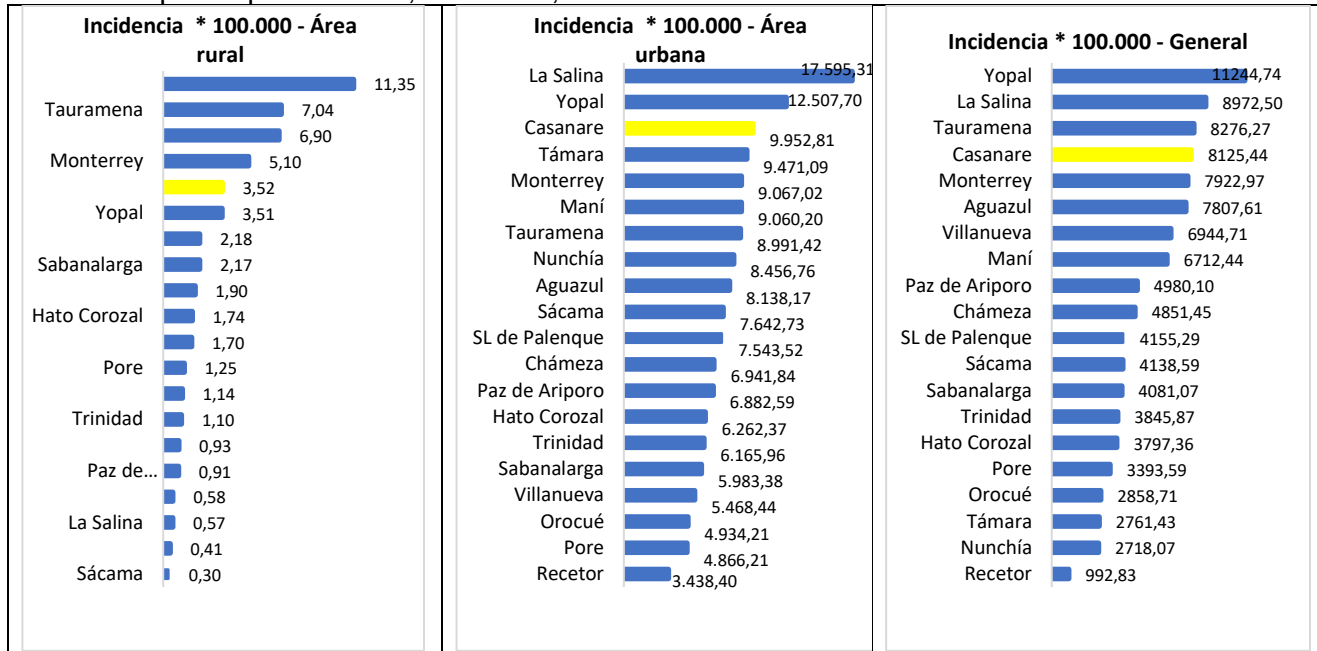 Incidencia * 100.000 - Área
rural
11,35
Tauramena 7,04
6,90
Monterrey 5,10
3,52
Yopal 3,51
2,18
Sabanalarga 2,17
1,90
Hato Corozal 1,74
1,70
Pore 1,25
1,14
Trinidad 1,10
0,93
Paz de... 0,91
0,58
La Salina 0,57
0,41
Sácama 0,30
Incidencia * 100.000 - Área
urbana
La Salina 17.595,31
Yopal 12.507,70
Casanare 9.952,81
Támara 9.471,09
Monterrey 9.067,02
Maní 9.060,20
Tauramena 8.991,42
Nunchía 8.456,76
Aguazul 8.138,17
Sácama 7.642,73
SL de Palenque 7.543,52
Chámeza 6.941,84
Paz de Ariporo 6.882,59
Hato Corozal 6.262,37
Trinidad 6.165,96
Sabanalarga 5.983,38
Villanueva 5.468,44
Orocué 4.934,21
Pore 4.866,21
Recetor 3.438,40
Incidencia * 100.000 - General
Yopal 11244,74
La Salina 8972,50
Tauramena 8276,27
Casanare 8125,44
Monterrey 7922,97
Aguazul 7807,61
Villanueva 6944,71
Maní 6712,44
Paz de Ariporo 4980,10
Chámeza 4851,45
SL de Palenque 4155,29
Sácama 4138,59
Sabanalarga 4081,07
Trinidad 3845,87
Hato Corozal 3797,36
Pore 3393,59
Orocué 2858,71
Támara 2761,43
Nunchía 2718,07
Recetor 992,83